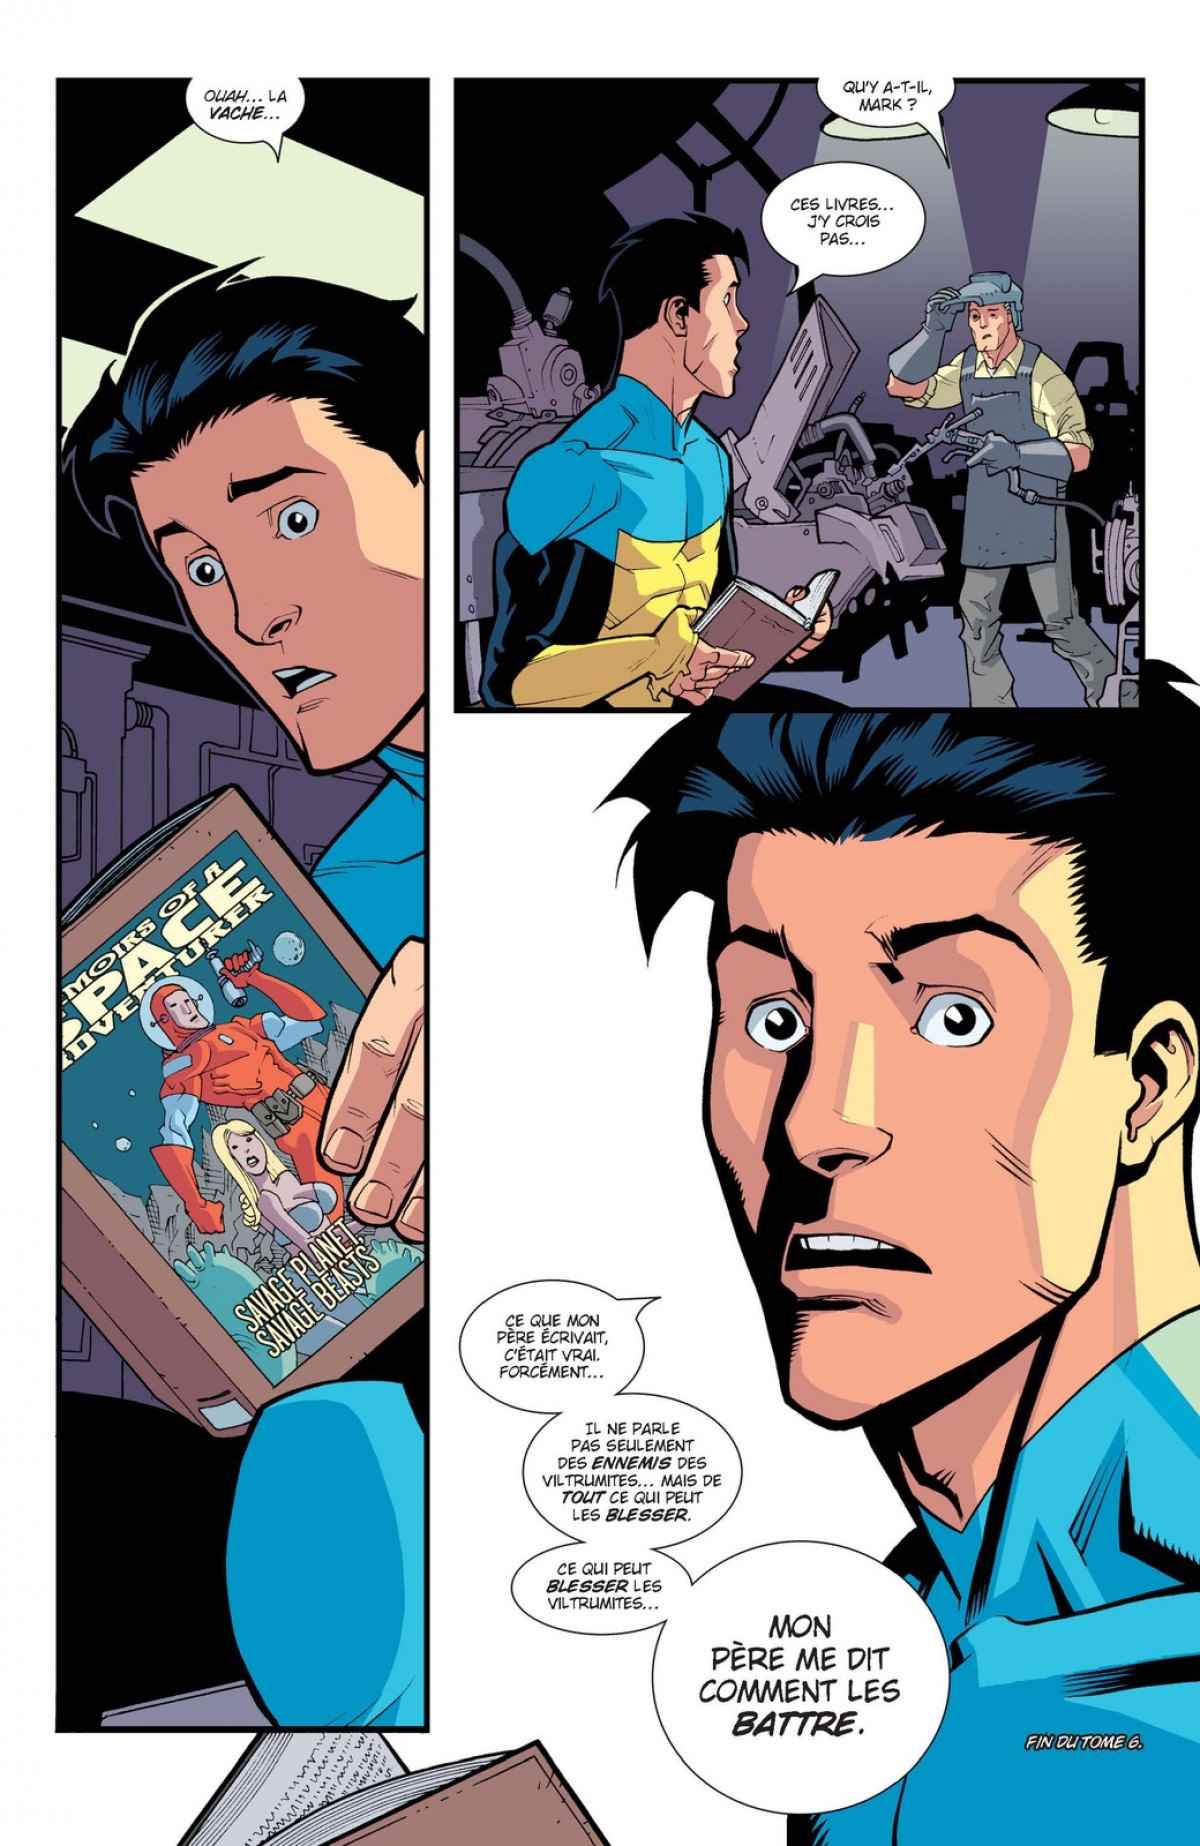 OUAH... LA
VACHE...
QU'Y A-T-IL,
MARK ?
CES LIVRES...
J'Y CROIS
PAS...
MOIRS OF A
SPACE
ADVENTURER
SAVAGE PLANET,
SAVAGE BEASTS
CE QUE MON
PÈRE ÉCRIVAIT,
C'ÉTAIT VRAI.
FORCÉMENT...
IL NE PARLE
PAS SEULEMENT
DES ENNEMIS DES
VILTRUMITES... MAIS DE
TOUT CE QUI PEUT
LES BLESSER.
CE QUI PEUT
BLESSER LES
VILTRUMITES...
MON
PÈRE ME DIT
COMMENT LES
BATTRE.
FIN DU TOME 6.